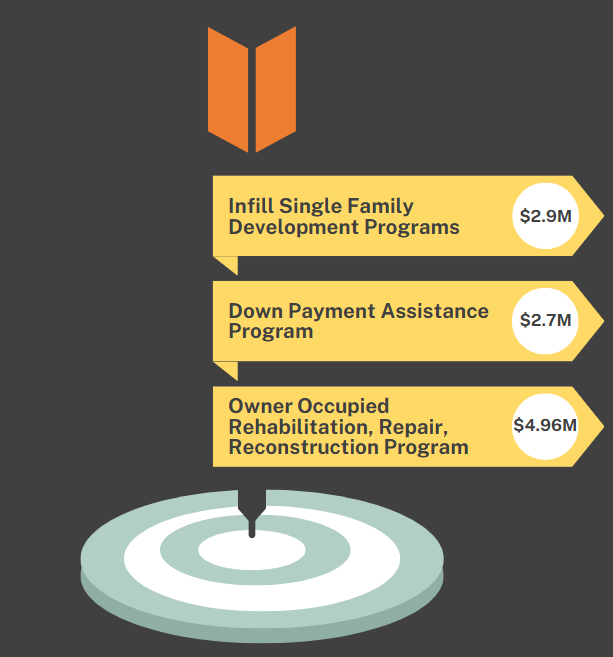 Infill Single Family
Development Programs
$2.9M
Down Payment Assistance
Program
$2.7M
Owner Occupied
Rehabilitation, Repair,
Reconstruction Program
$4.96M